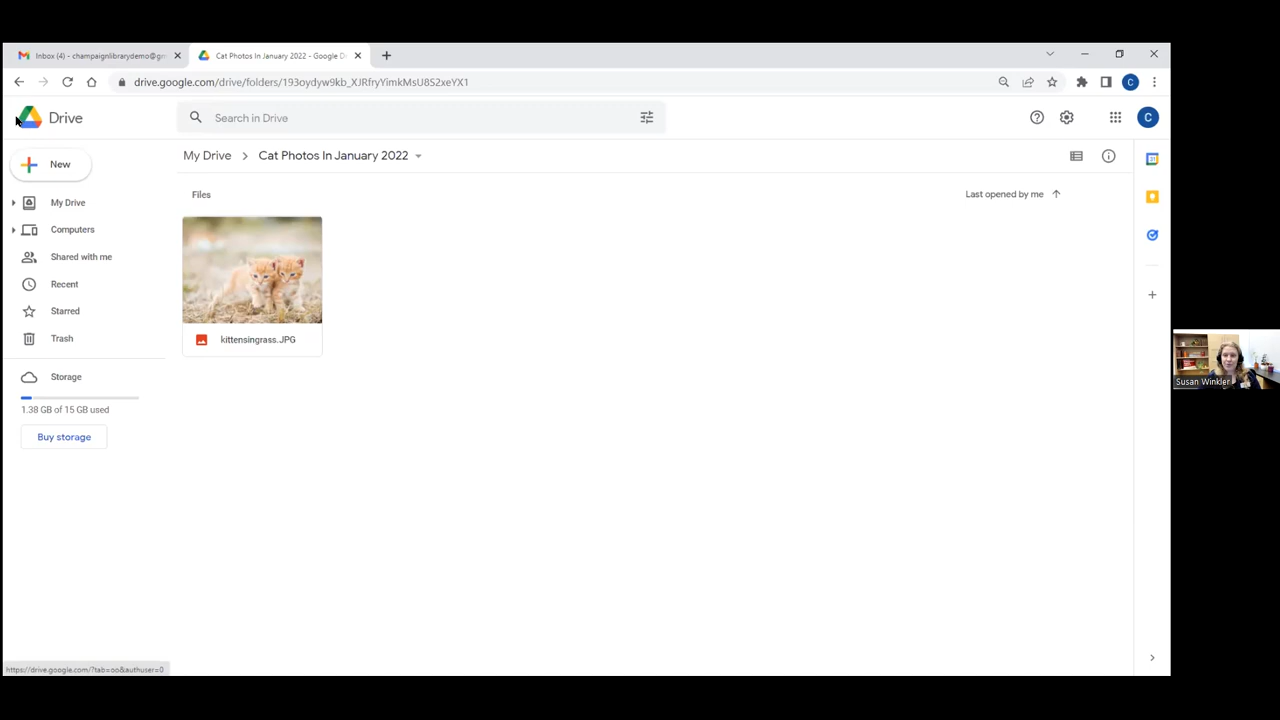 Inbox (4) - champaignlibrarydemo@gm
Cat Photos In January 2022 - Google D
drive.google.com/drive/folders/193oydyw9kb_XJRfryYimkMsU8S2xeYX1
C
Drive
Search in Drive
C
New
My Drive
Cat Photos In January 2022
My Drive
Computers
Shared with me
Recent
Starred
Trash
Storage
1.38 GB of 15 GB used
Buy storage
Files
Last opened by me
kittensingrass.JPG
Susan Winkler
https://drive.google.com/?tab=oo&authuser=0